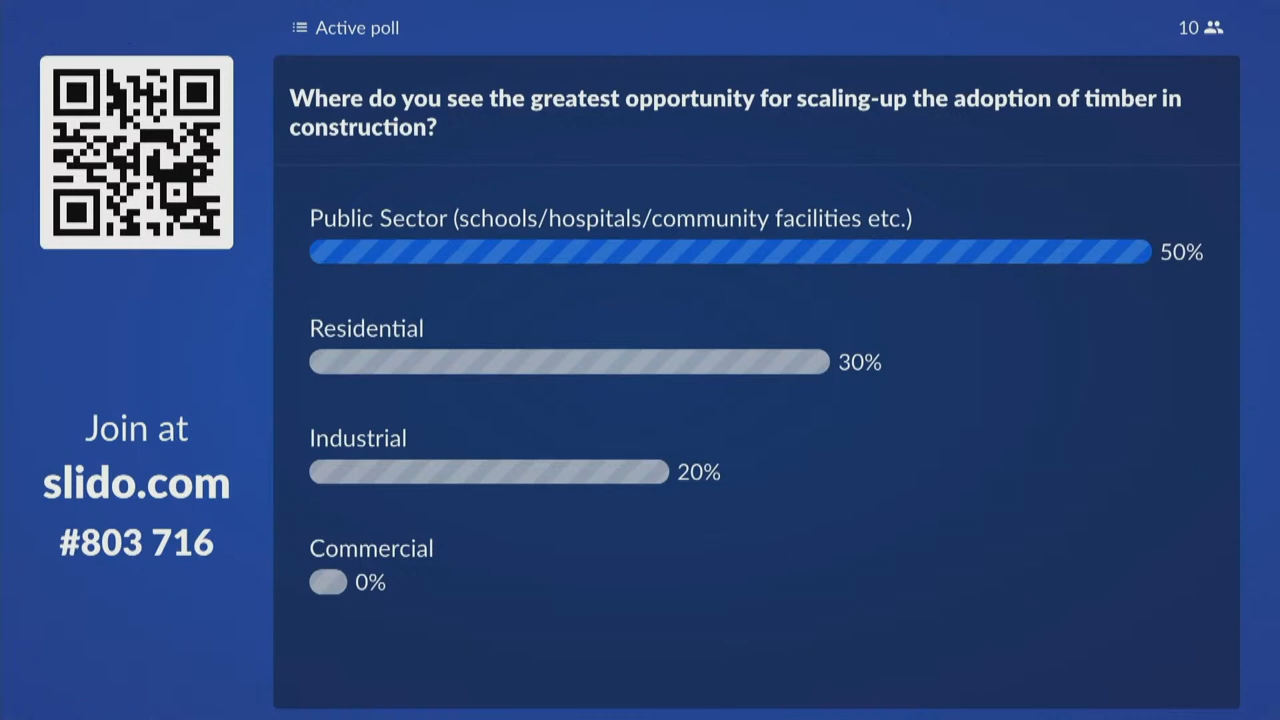 Active poll
10
Where do you see the greatest opportunity for scaling-up the adoption of timber in
construction?
Public Sector (schools/hospitals/community facilities etc.)
50%
Residential
30%
Industrial
20%
Commercial
0%
Join at
slido.com
#803 716